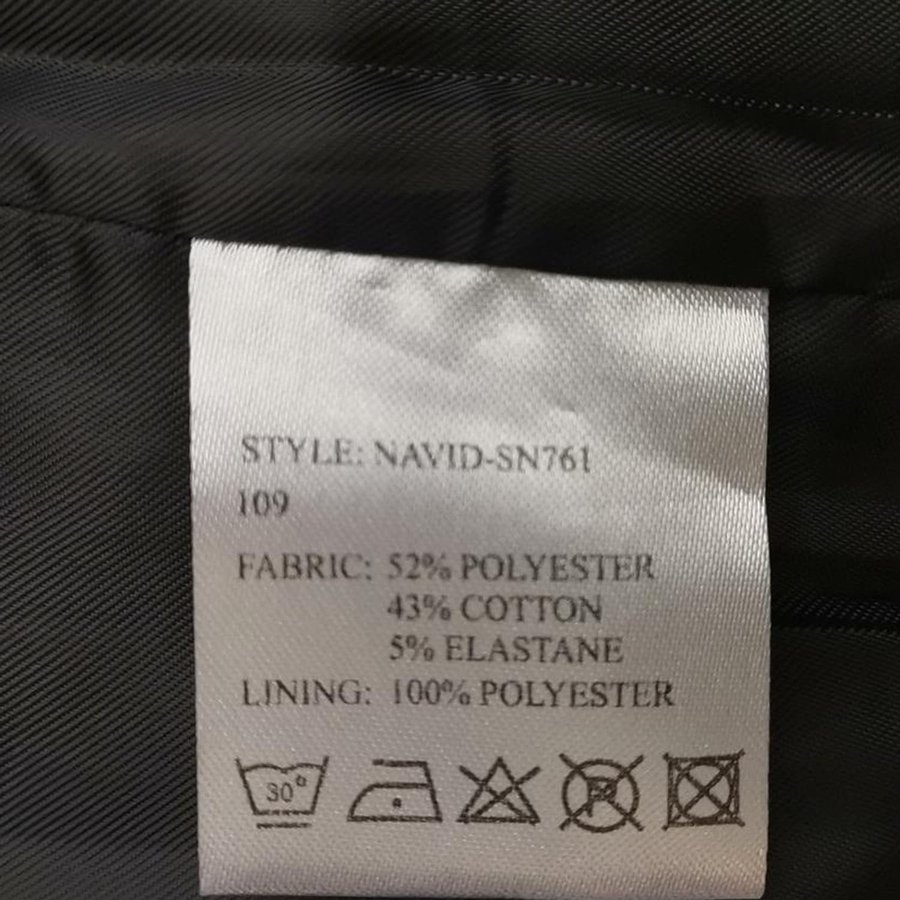 STYLE: NAVID-SN761
109
FABRIC: 52% POLYESTER
43% COTTON
5% ELASTANE
LINING: 100% POLYESTER
30° P